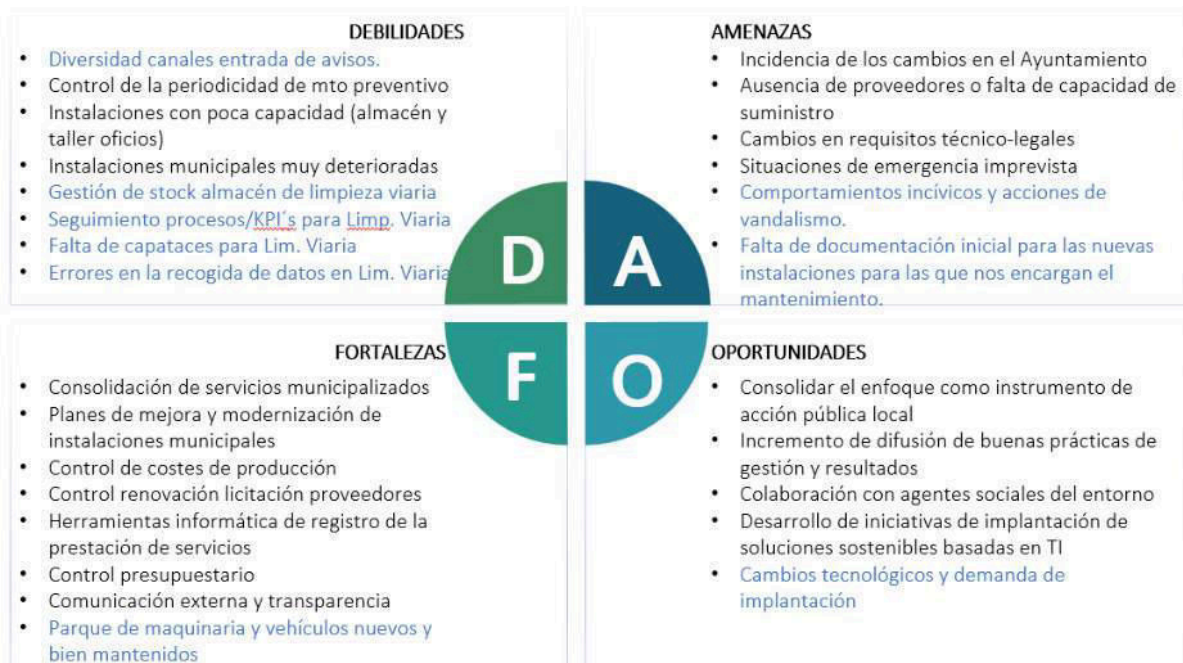 DEBILIDADES
• Diversidad canales entrada de avisos.
• Control de la periodicidad de mto preventivo
• Instalaciones con poca capacidad (almacén y
taller oficios)
• Instalaciones municipales muy deterioradas
• Gestión de stock almacén de limpieza viaria
• Seguimiento procesos/KPI´s para Limp. Viaria
• Falta de capataces para Lim. Viaria
• Errores en la recogida de datos en Lim. Viaria
AMENAZAS
• Incidencia de los cambios en el Ayuntamiento
• Ausencia de proveedores o falta de capacidad de
suministro
• Cambios en requisitos técnico-legales
• Situaciones de emergencia imprevista
• Comportamientos incívicos y acciones de
vandalismo.
• Falta de documentación inicial para las nuevas
instalaciones para las que nos encargan el
mantenimiento.
D
A
F
O
FORTALEZAS
• Consolidación de servicios municipalizados
• Planes de mejora y modernización de
instalaciones municipales
• Control de costes de producción
• Control renovación licitación proveedores
• Herramientas informática de registro de la
prestación de servicios
• Control presupuestario
• Comunicación externa y transparencia
• Parque de maquinaria y vehículos nuevos y
bien mantenidos
OPORTUNIDADES
• Consolidar el enfoque como instrumento de
acción pública local
• Incremento de difusión de buenas prácticas de
gestión y resultados
• Colaboración con agentes sociales del entorno
• Desarrollo de iniciativas de implantación de
soluciones sostenibles basadas en TI
• Cambios tecnológicos y demanda de
implantación